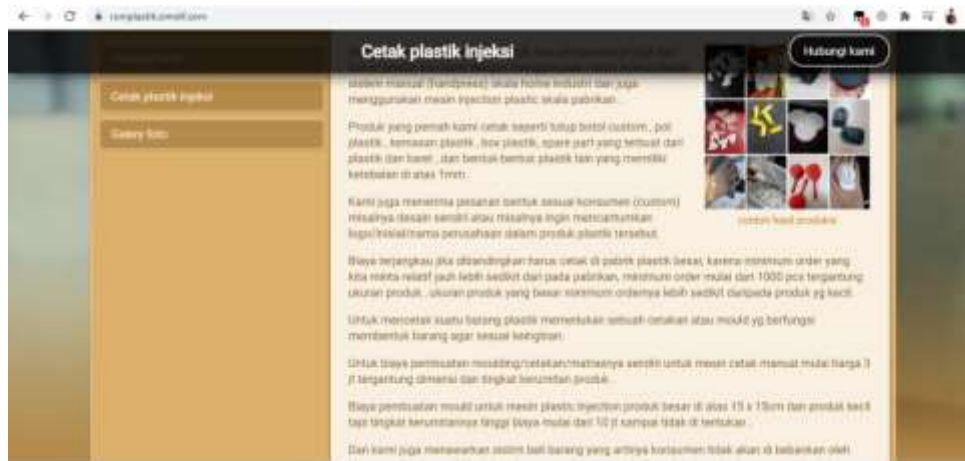 romplastik.omatif.com
Cetak plastik injeksi
Hubungi kami
Cetak plastik injeksi
Galery foto
sistem manual (handpress) skala home industri dan juga
menggunakan mesin injection plastic skala pabrikan.
Produk yang pernah kami cetak seperti tutup botol custom, pot
plastik, kemasan plastik, box plastik, spare part yang terbuat dari
plastik dan karet, dan bentuk-bentuk plastik lain yang memiliki
ketebalan di atas 1mm.
Kami juga menerima pesanan bentuk sesuai konsumen (custom)
misalnya desain sendiri atau misalnya ingin mencantumkan
logo/inisial/nama perusahaan dalam produk plastik tersebut.
contoh hasil produksi
Biaya terjangkau jika dibandingkan harus cetak di pabrik plastik besar, karena minimum order yang
kita minta relatif jauh lebih sedikit dari pada pabrikan, minimum order mulai dari 1000 pcs tergantung
ukuran produk, ukuran produk yang besar minimum ordernya lebih sedikit daripada produk yg kecil.
Untuk mencetak suatu barang plastik memerlukan sebuah cetakan atau mould yg berfungsi
membentuk barang agar sesuai keinginan.
Untuk biaya pembuatan moulding/cetakan/matrasnya sendiri untuk mesin cetak manual mulai harga 3
jt tergantung dimensi dan tingkat kerumitan produk.
Biaya pembuatan mould untuk mesin plastic injection produk besar di atas 15 x 15cm dan produk kecil
tapi tingkat kerumitannya tinggi biaya mulai dari 10 jt sampai tidak di tentukan.
Dan kami juga menawarkan sistim beli barang yang artinya konsumen tidak akan di bebankan oleh